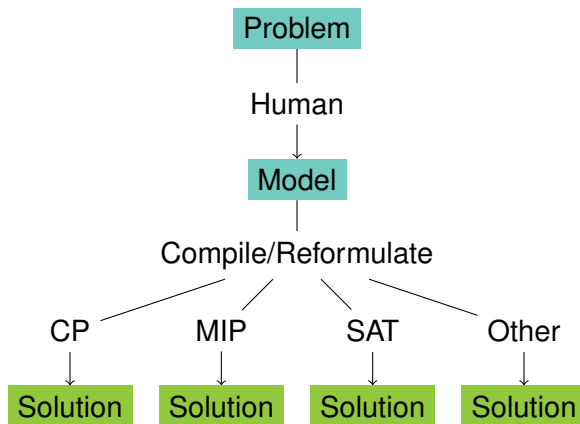 Problem
Human
Model
Compile/Reformulate
CP MIP SAT Other
Solution Solution Solution Solution